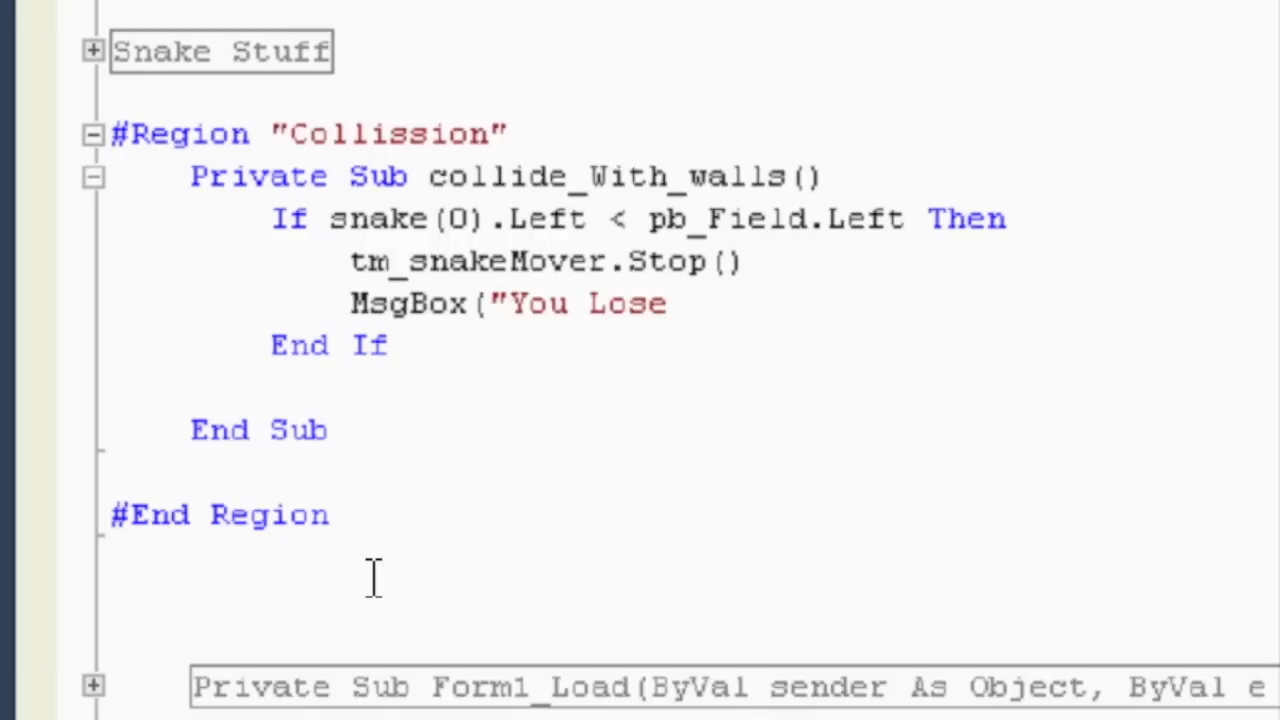 Snake Stuff
#Region "Collission"
Private Sub collide_With_walls()
If snake(0).Left < pb_Field.Left Then
tm_snakeMover.Stop()
MsgBox("You Lose
End If
End Sub
#End Region
Private Sub Form1_Load(ByVal sender As Object, ByVal e